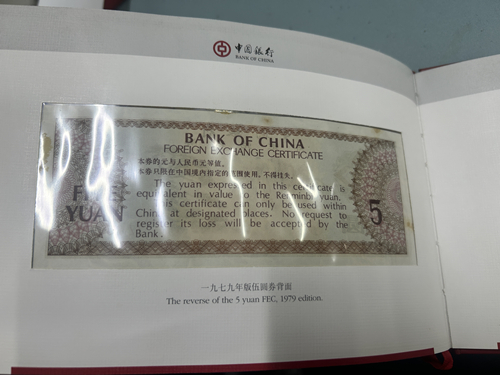 中国银行
BANK OF CHINA
BANK OF CHINA
FOREIGN EXCHANGE CERTIFICATE
本券的元与人民币元等值。
本券只限在中国境内指定的范围使用，不得挂失。
The yuan expressed in this certificate is
equivalent in value to the Renminbi yuan.
This certificate can only be used within
China at designated places. No request to
register its loss will be accepted by the
Bank.
FIVE
YUAN
5
一九七九年版伍圆券背面
The reverse of the 5 yuan FEC, 1979 edition.